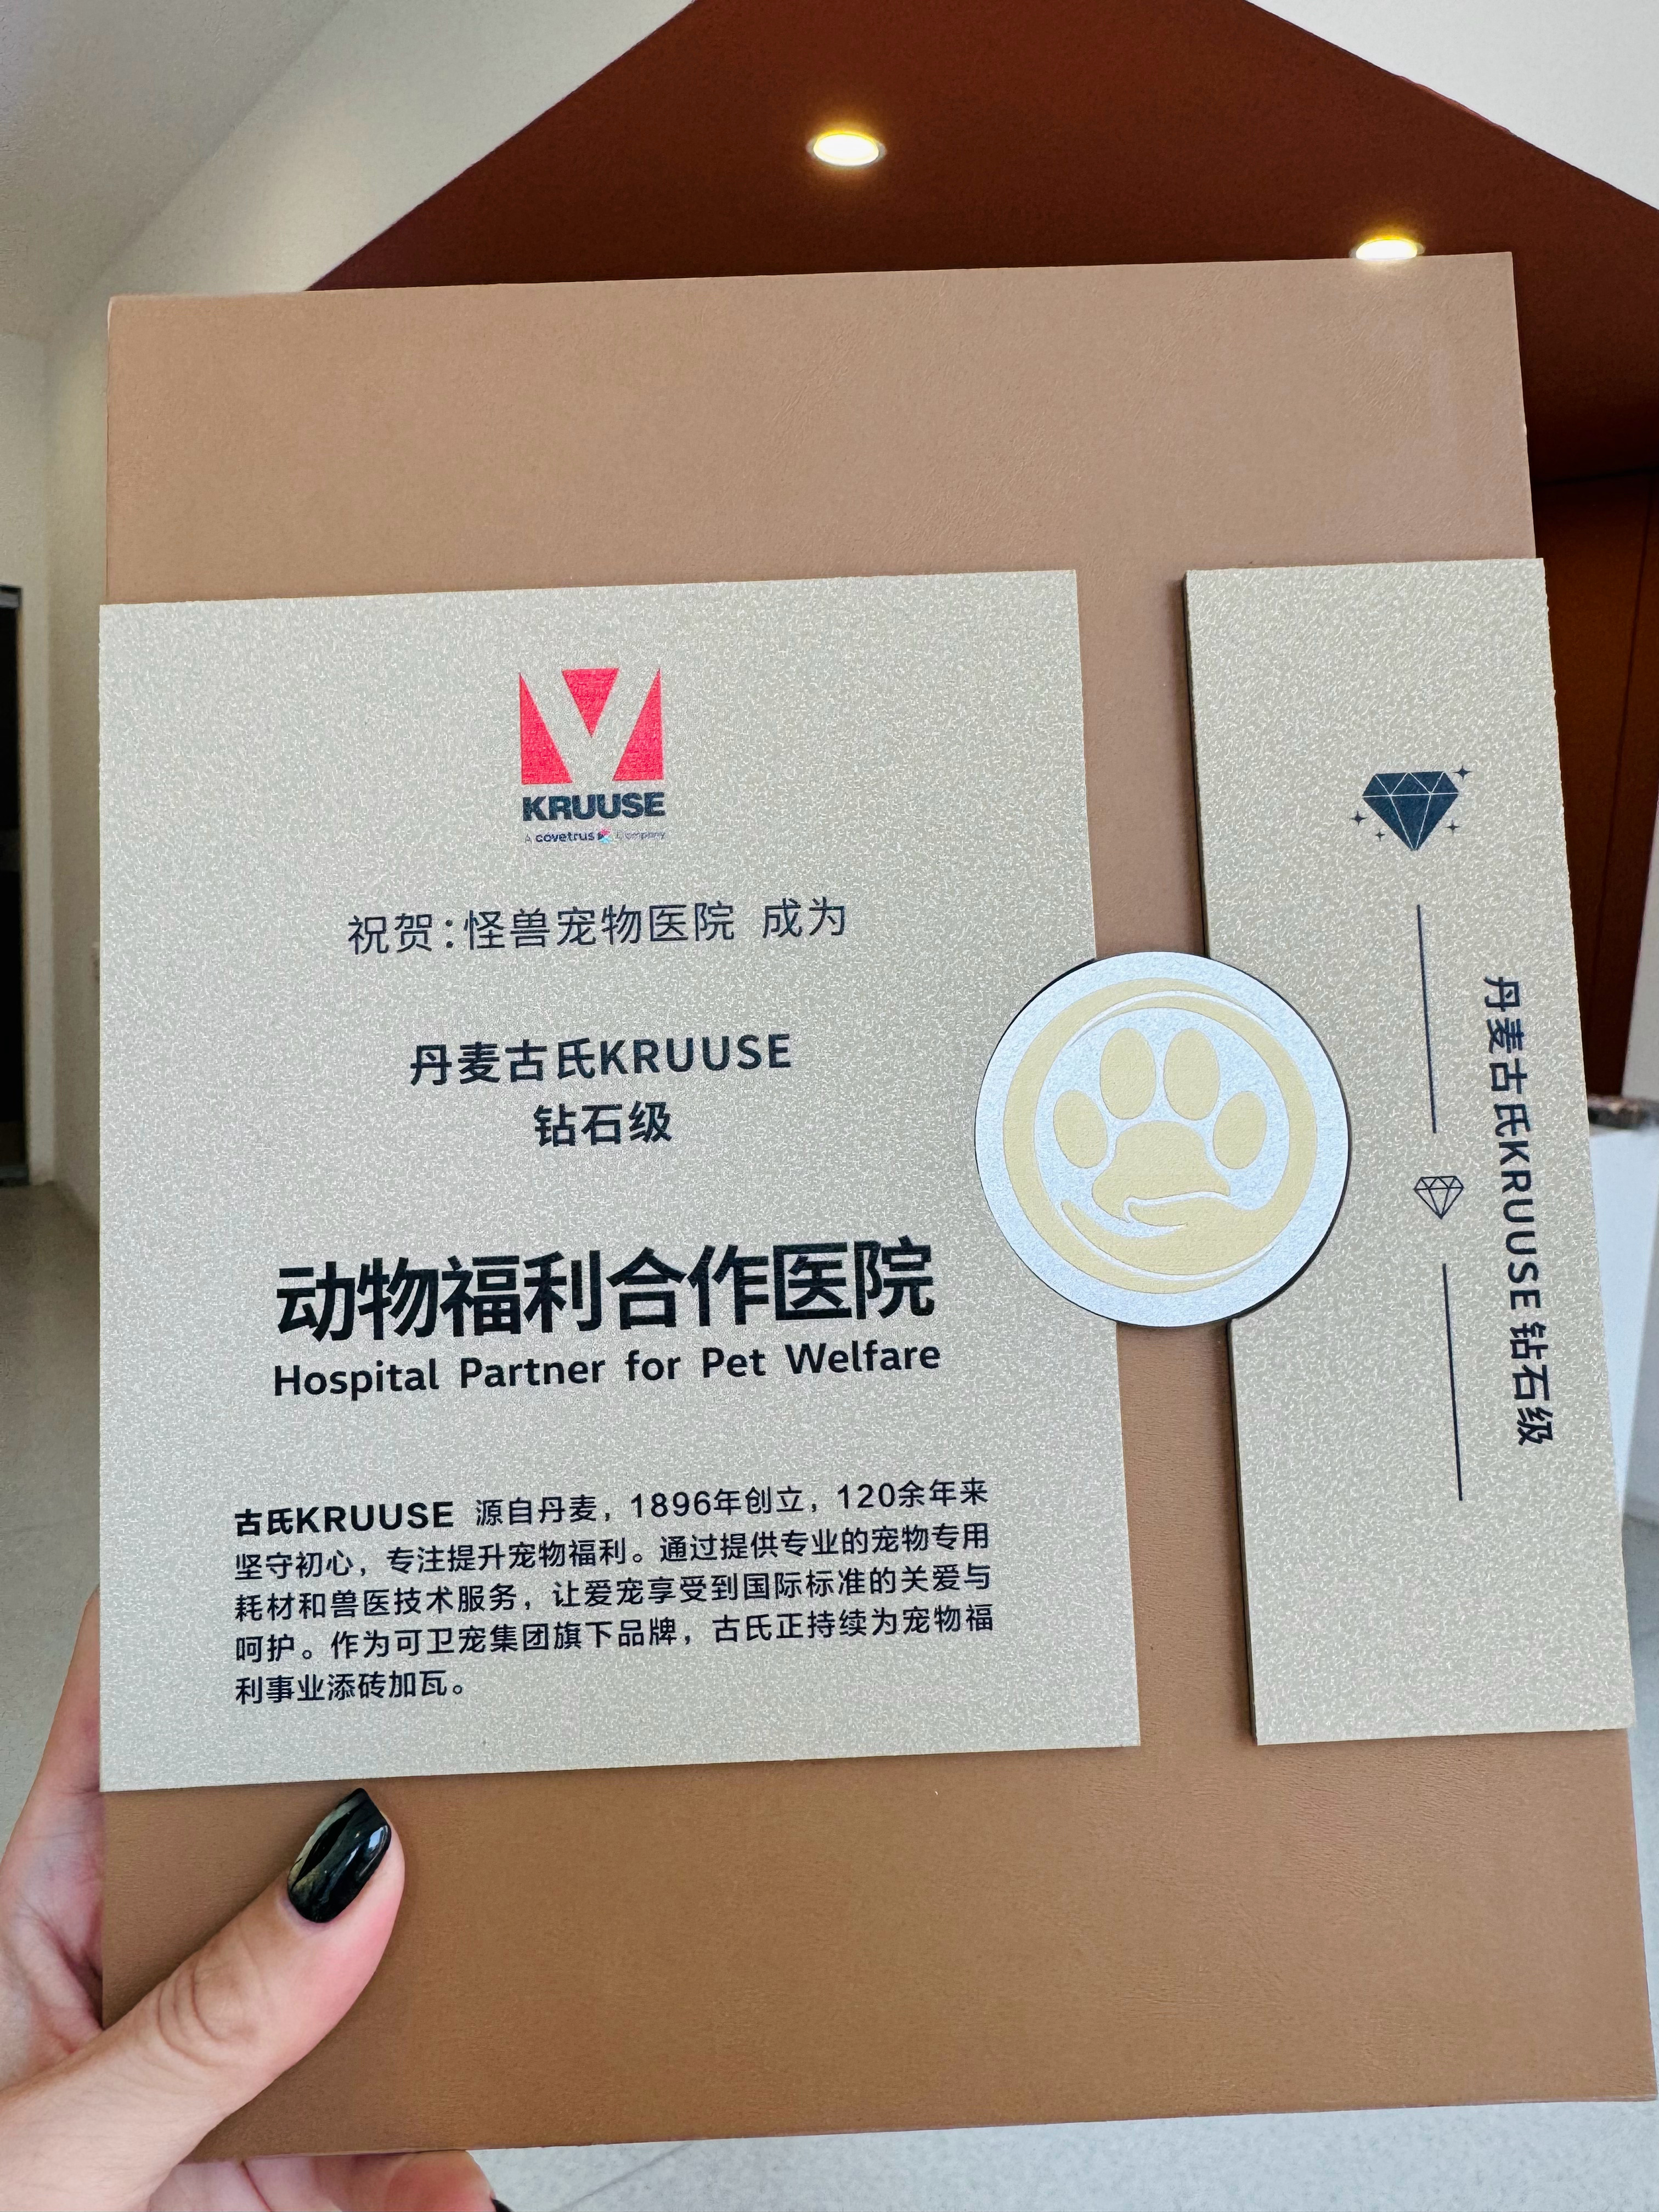 KRUUSE
A covetrus company
祝贺：怪兽宠物医院 成为
丹麦古氏KRUUSE
钻石级
动物福利合作医院
Hospital Partner for Pet Welfare
古氏KRUUSE 源自丹麦，1896年创立，120余年来
坚守初心，专注提升宠物福利。通过提供专业的宠物专用
耗材和兽医技术服务，让爱宠享受到国际标准的关爱与
呵护。作为可卫宠集团旗下品牌，古氏正持续为宠物福
利事业添砖加瓦。
丹麦古氏KRUUSE 钻石级